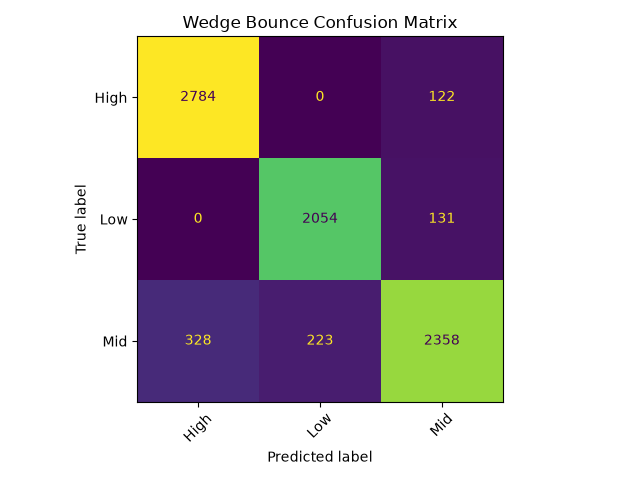 Wedge Bounce Confusion Matrix
High 2784 0 122
Low 0 2054 131
Mid 328 223 2358
High Low Mid
True label
Predicted label